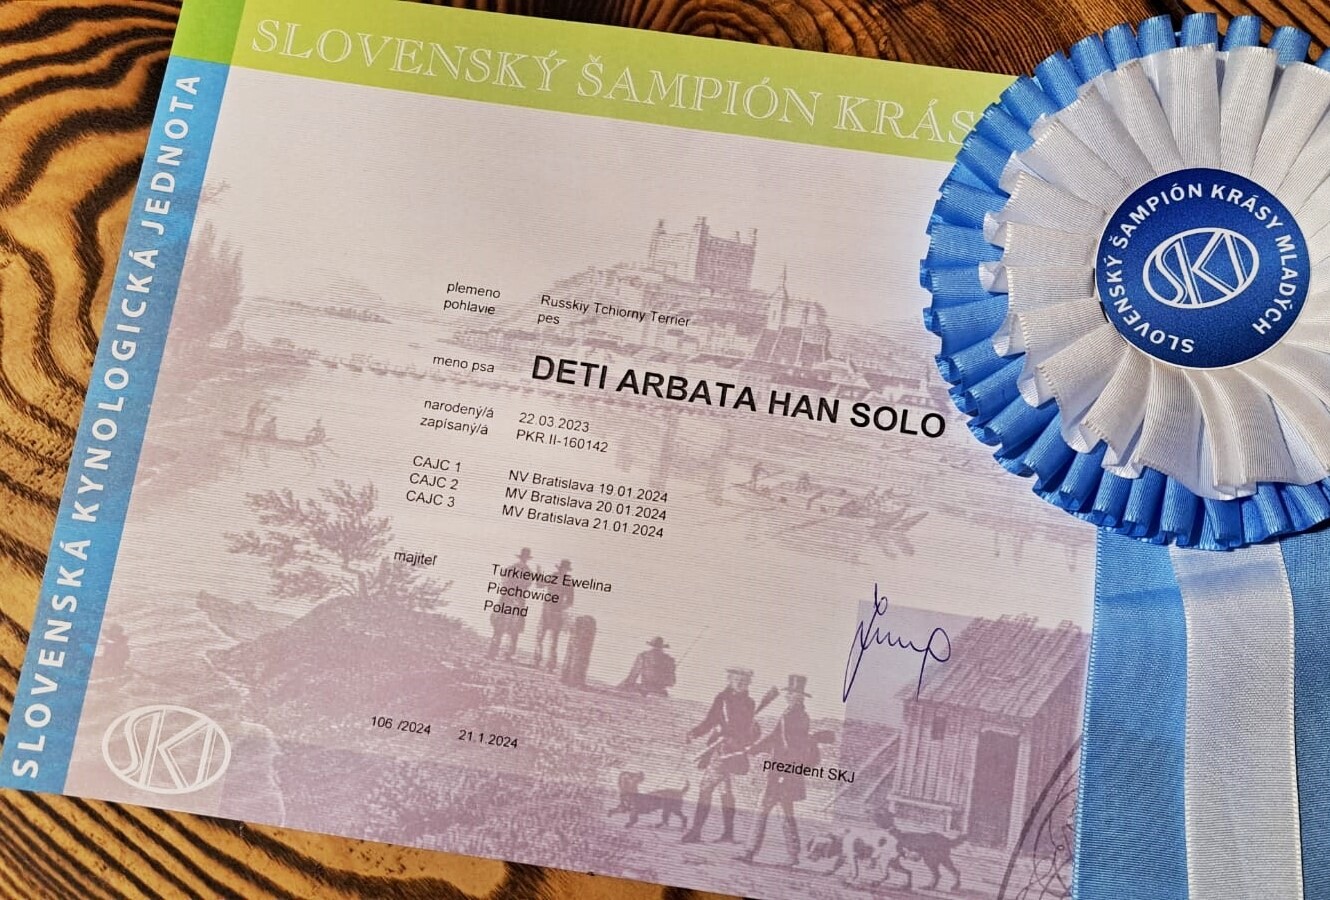 SLOVENSKÝ ŠAMPIÓN KRÁS
SLOVENSKÁ KYNOLOGICKÁ JEDNOTA
SLOVENSKÝ ŠAMPIÓN KRÁSY MLADÝCH
SKJ
plemeno Russkiy Tchiorny Terrier
pohlavie pes
meno psa DETI ARBATA HAN SOLO
narodený/á 22.03.2023
zapísaný/á PKR.II-160142
CAJC 1 NV Bratislava 19.01.2024
CAJC 2 MV Bratislava 20.01.2024
CAJC 3 MV Bratislava 21.01.2024
majiteľ Turkiewicz Ewelina
Piechowice
Poland
106 /2024 21.1.2024
prezident SKJ
SKJ